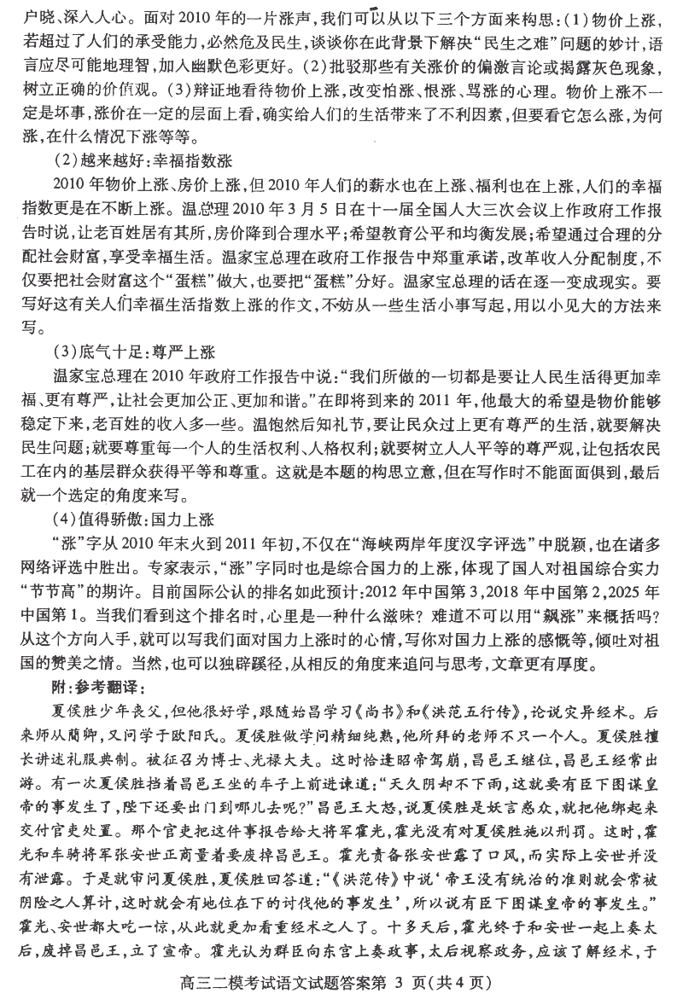 户晓、深入人心。面对 2010 年的一片涨声,我们可以从以下三个方面来构思:(1)物价上涨,
若超过了人们的承受能力,必然危及民生,谈谈你在此背景下解决“民生之难”问题的妙计,语
言应尽可能地理智,加入幽默色彩更好。(2)批驳那些有关涨价的偏激言论或揭露灰色现象,
树立正确的价值观。(3)辩证地看待物价上涨,改变怕涨、恨涨、骂涨的心理。物价上涨不一
定是坏事,涨价在一定的层面上看,确实给人们的生活带来了不利因素,但要看它怎么涨,为何
涨,在什么情况下涨等等。
(2)越来越好:幸福指数涨
2010 年物价上涨、房价上涨,但 2010 年人们的薪水也在上涨、福利也在上涨,人们的幸福
指数更是在不断上涨。温总理 2010 年 3 月 5 日在十一届全国人大三次会议上作政府工作报
告时说,让老百姓居有其所,房价降到合理水平;希望教育公平和均衡发展;希望通过合理的分
配社会财富,享受幸福生活。温家宝总理在政府工作报告中郑重承诺,改革收入分配制度,不
仅要把社会财富这个“蛋糕”做大,也要把“蛋糕”分好。温家宝总理的话在逐一变成现实。要
写好这有关人们幸福生活指数上涨的作文,不妨从一些生活小事写起,用以小见大的方法来
写。
(3)底气十足:尊严上涨
温家宝总理在 2010 年政府工作报告中说:“我们所做的一切都是要让人民生活得更加幸
福、更有尊严,让社会更加公正、更加和谐。”在即将到来的 2011 年,他最大的希望是物价能够
稳定下来,老百姓的收入多一些。温饱然后知礼节,要让民众过上更有尊严的生活,就要解决
民生问题;就要尊重每一个人的生活权利、人格权利;就要树立人人平等的尊严观,让包括农民
工在内的基层群众获得平等和尊重。这就是本题的构思立意,但在写作时不能面面俱到,最后
就一个选定的角度来写。
(4)值得骄傲:国力上涨
“涨”字从 2010 年末火到 2011 年初,不仅在“海峡两岸年度汉字评选”中脱颖,也在诸多
网络评选中胜出。专家表示,“涨”字同时也是综合国力的上涨,体现了国人对祖国综合实力
“节节高”的期许。目前国际公认的排名如此预计:2012 年中国第 3,2018 年中国第 2,2025 年
中国第 1。当我们看到这个排名时,心里是一种什么滋味?难道不可以用“飙涨”来概括吗?
从这个方向入手,就可以写我们面对国力上涨时的心情,写你对国力上涨的感慨等,倾吐对祖
国的赞美之情。当然,也可以独辟蹊径,从相反的角度来追问与思考,文章更有厚度。
附:参考翻译:
夏侯胜少年丧父,但他很好学,跟随始昌学习《尚书》和《洪范五行传》,论说灾异经术。后
来师从蕳卿,又问学于欧阳氏。夏侯胜做学问精细纯熟,他所拜的老师不只一个人。夏侯胜擅
长讲述礼服典制。被征召为博士、光禄大夫。这时恰逢昭帝驾崩,昌邑王继位,昌邑王经常出
游。有一次夏侯胜挡着昌邑王坐的车子上前进谏道:“天久阴却不下雨,这就要有臣下图谋皇
帝的事发生了,陛下还要出门到哪儿去呢?”昌邑王大怒,说夏侯胜是妖言惑众,就把他绑起来
交付官吏处置。那个官吏把这件事报告给大将军霍光,霍光没有对夏侯胜施以刑罚。这时,霍
光和车骑将军张安世正商量着要废掉昌邑王。霍光责备张安世露了口风,而实际上安世并没
有泄露。于是就审问夏侯胜,夏侯胜回答道:“《洪范传》中说‘帝王没有统治的准则就会常被
阴险之人算计,这时就会有地位在下的讨伐他的事发生’,所以说有臣下图谋皇帝的事发生。”
霍光、安世都大吃一惊,从此就更加看重经术之人了。十多天后,霍光终于和安世一起上奏太
后,废掉昌邑王,立了宣帝。霍光认为群臣向东宫上奏政事,太后视察政务,应该了解经术,于
高三二模考试语文试题答案第 3 页(共 4 页)